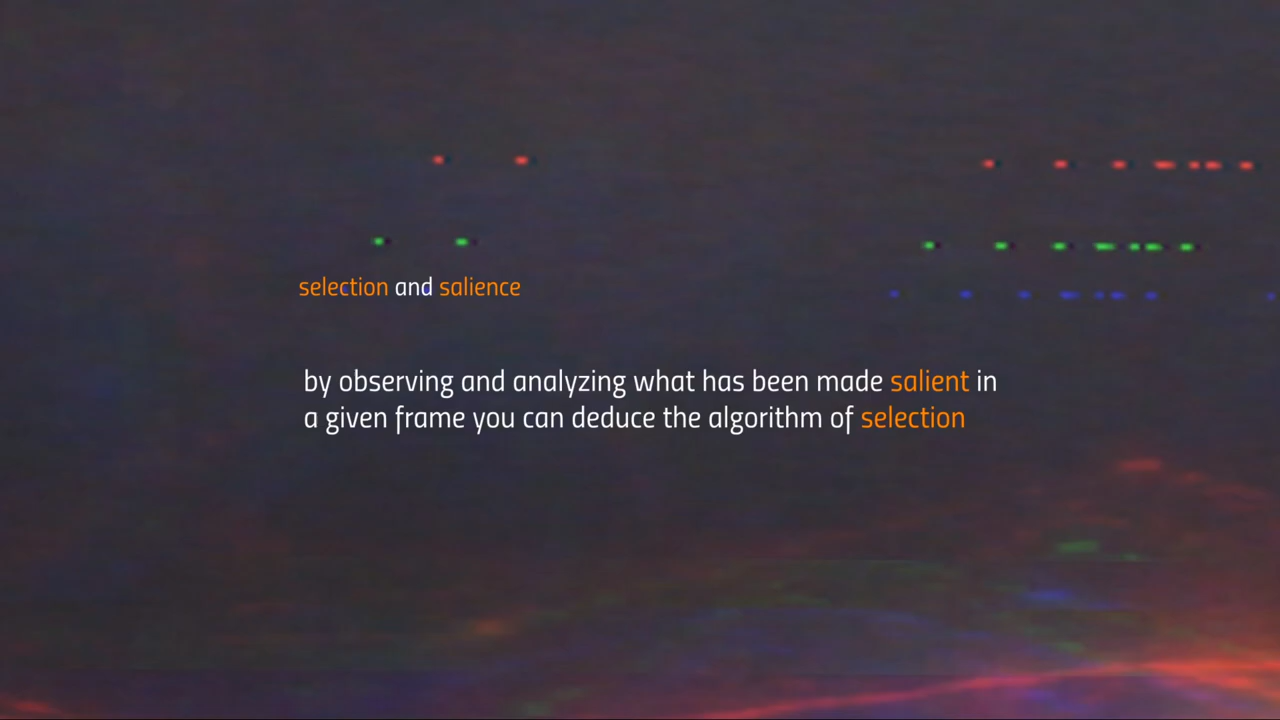 selection and salience
by observing and analyzing what has been made salient in
a given frame you can deduce the algorithm of selection